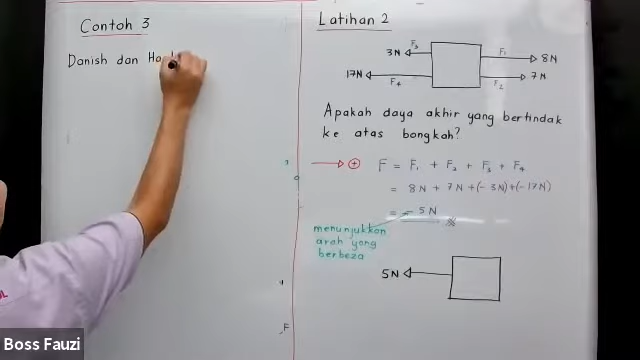 Contoh 3
Danish dan Ha
Latihan 2
3N F₃ F₁ 8N
17N F₄ F₂ 7N
Apakah daya akhir yang bertindak
ke atas bongkah?
→ ⊕ F = F₁ + F₂ + F₃ + F₄
= 8N + 7N + (-3N) + (-17N)
= - 5N
menunjukkan
arah yang
berbeza
5N
F
Boss Fauzi